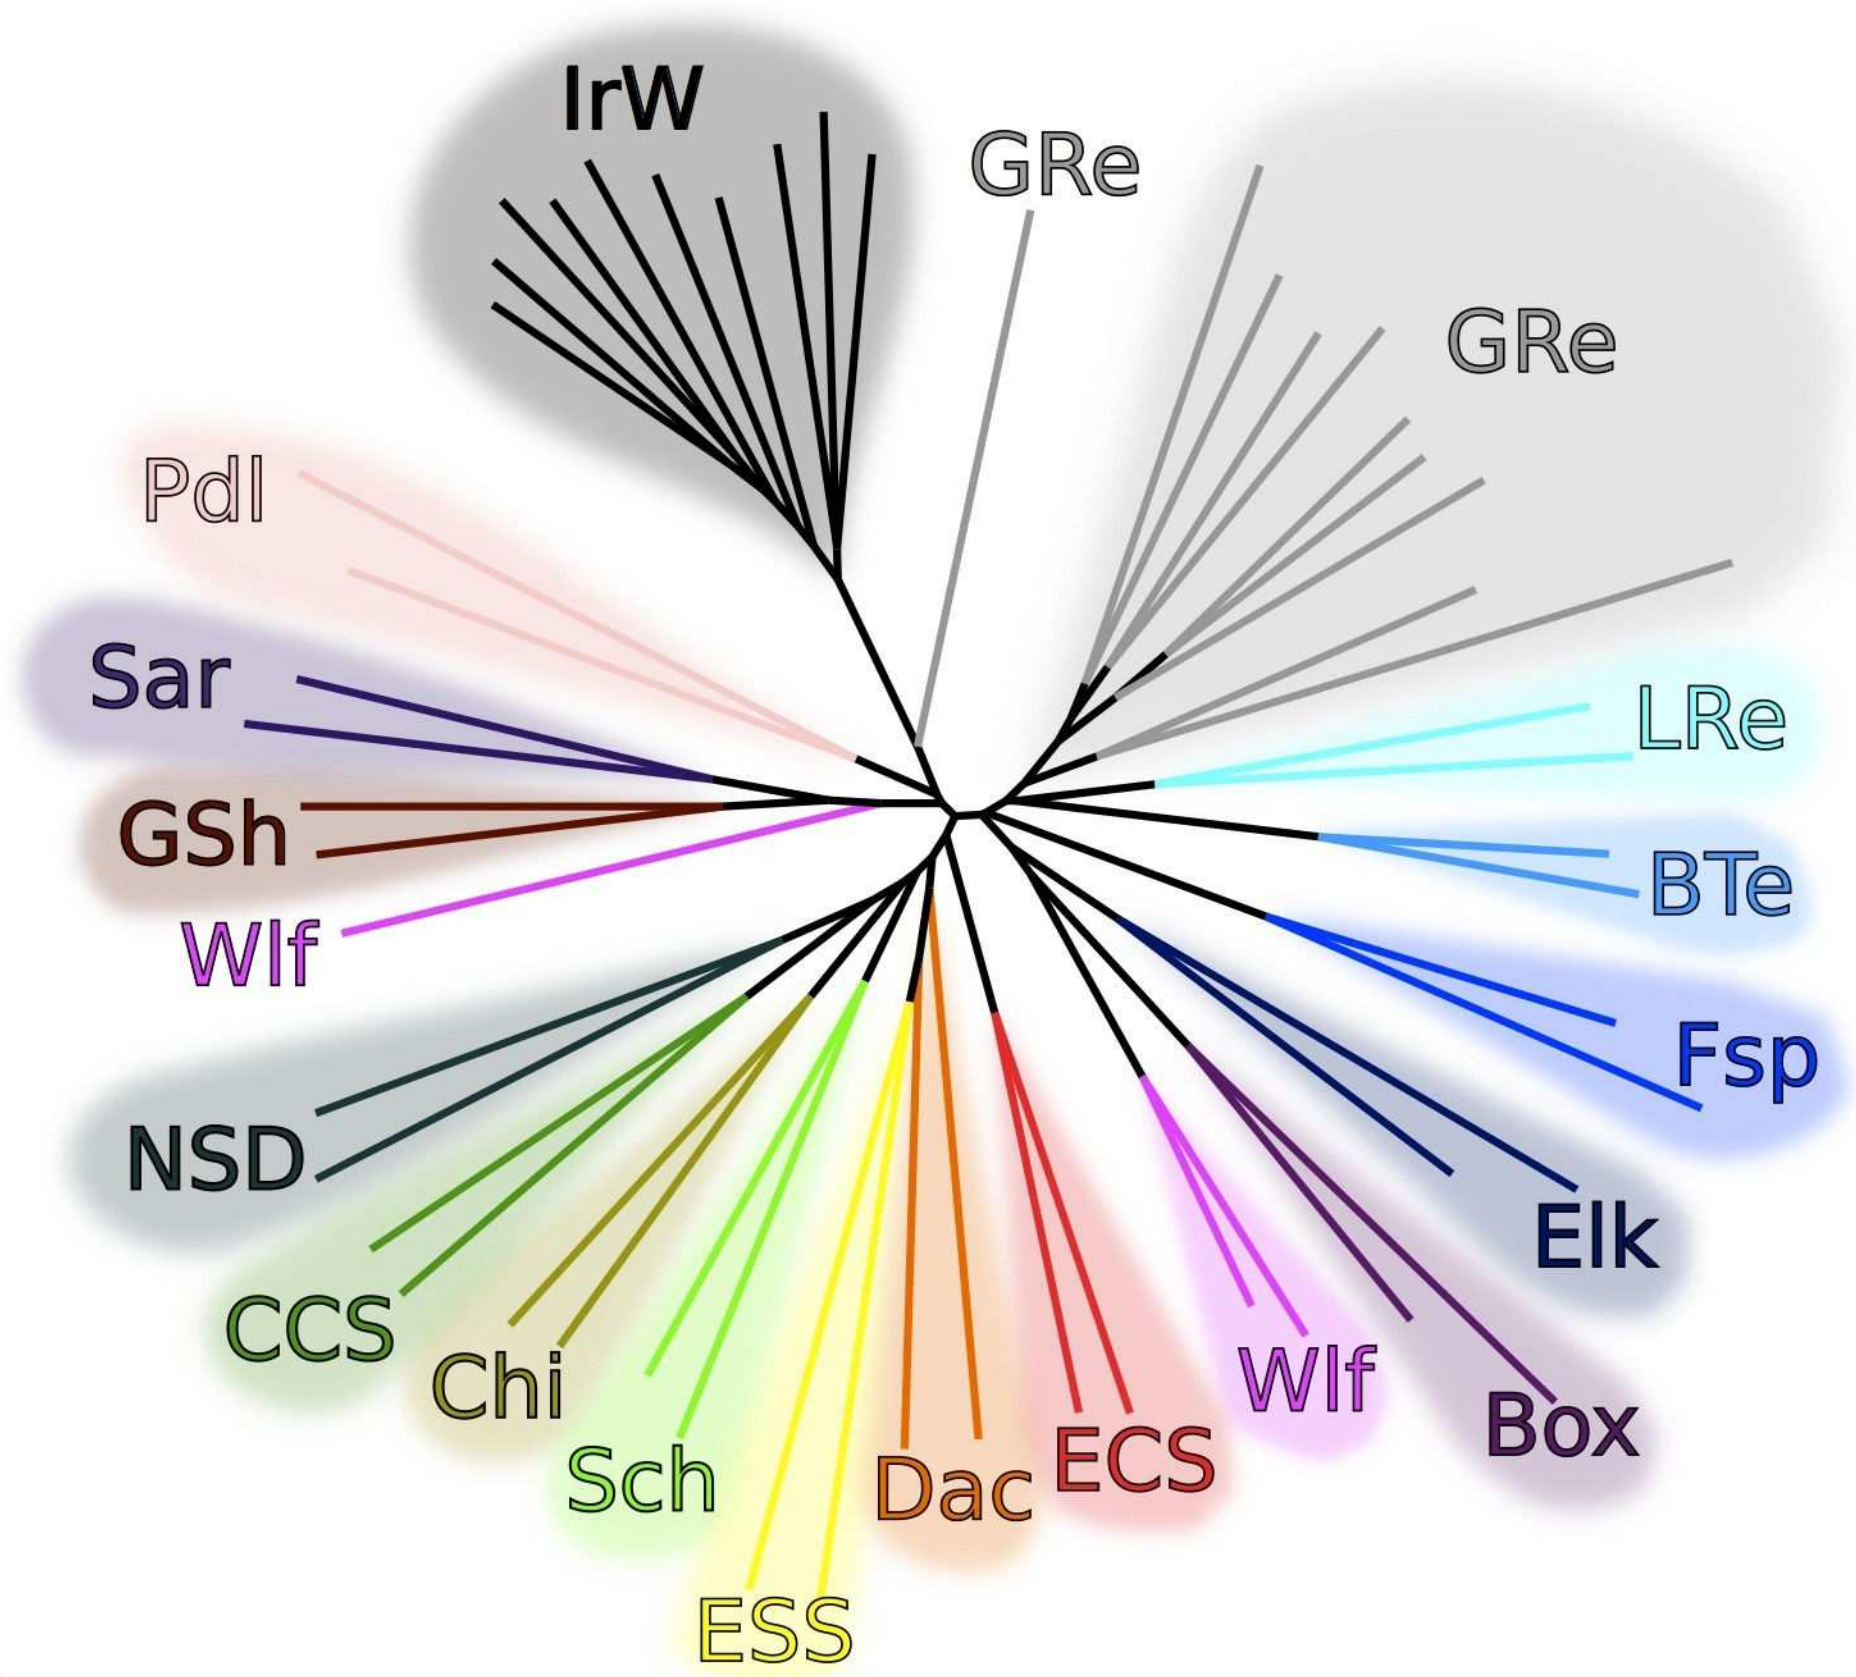 IrW
GRe
GRe
Pdl
Sar
LRe
GSh
BTe
Wlf
Fsp
NSD
Elk
CCS
Chi
Wlf
Box
Sch
Dac
ECS
ESS